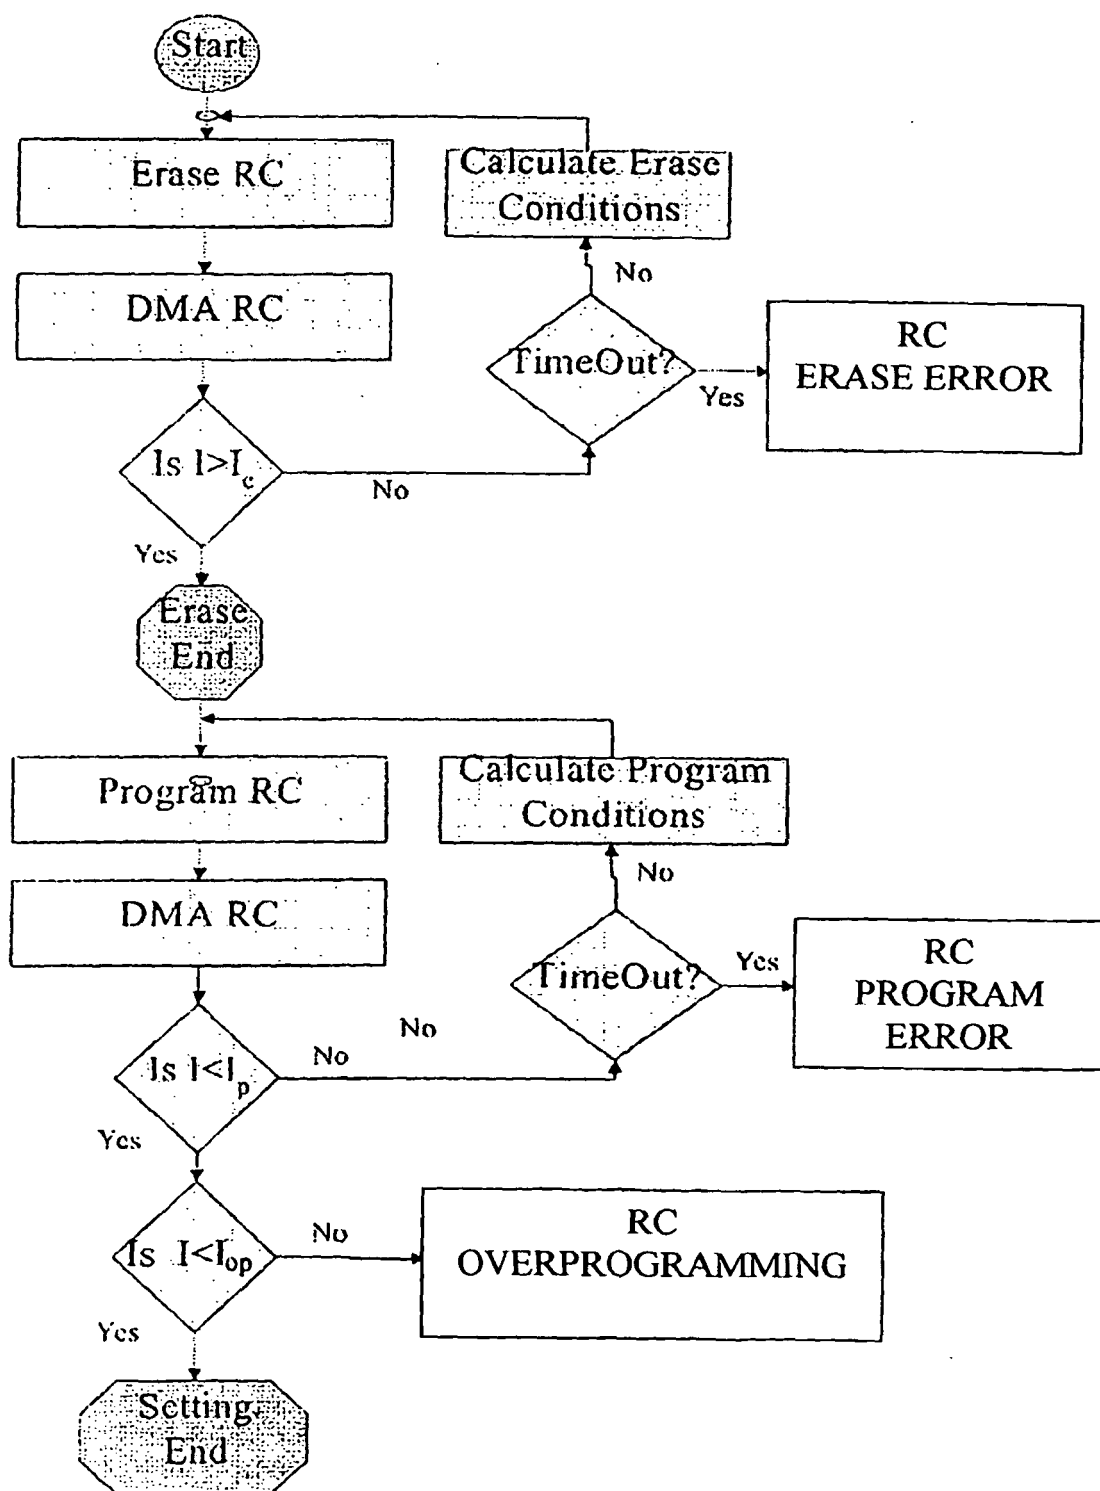 Start
Erase RC
Calculate Erase
Conditions
No
DMA RC
TimeOut?
Yes
RC
ERASE ERROR
Is I>Ic
No
Yes
Erase
End
Program RC
Calculate Program
Conditions
No
DMA RC
TimeOut?
Yes
RC
PROGRAM
ERROR
No
Is I<Ip
No
Yes
Is I<Iop
No
RC
OVERPROGRAMMING
Yes
Setting
End